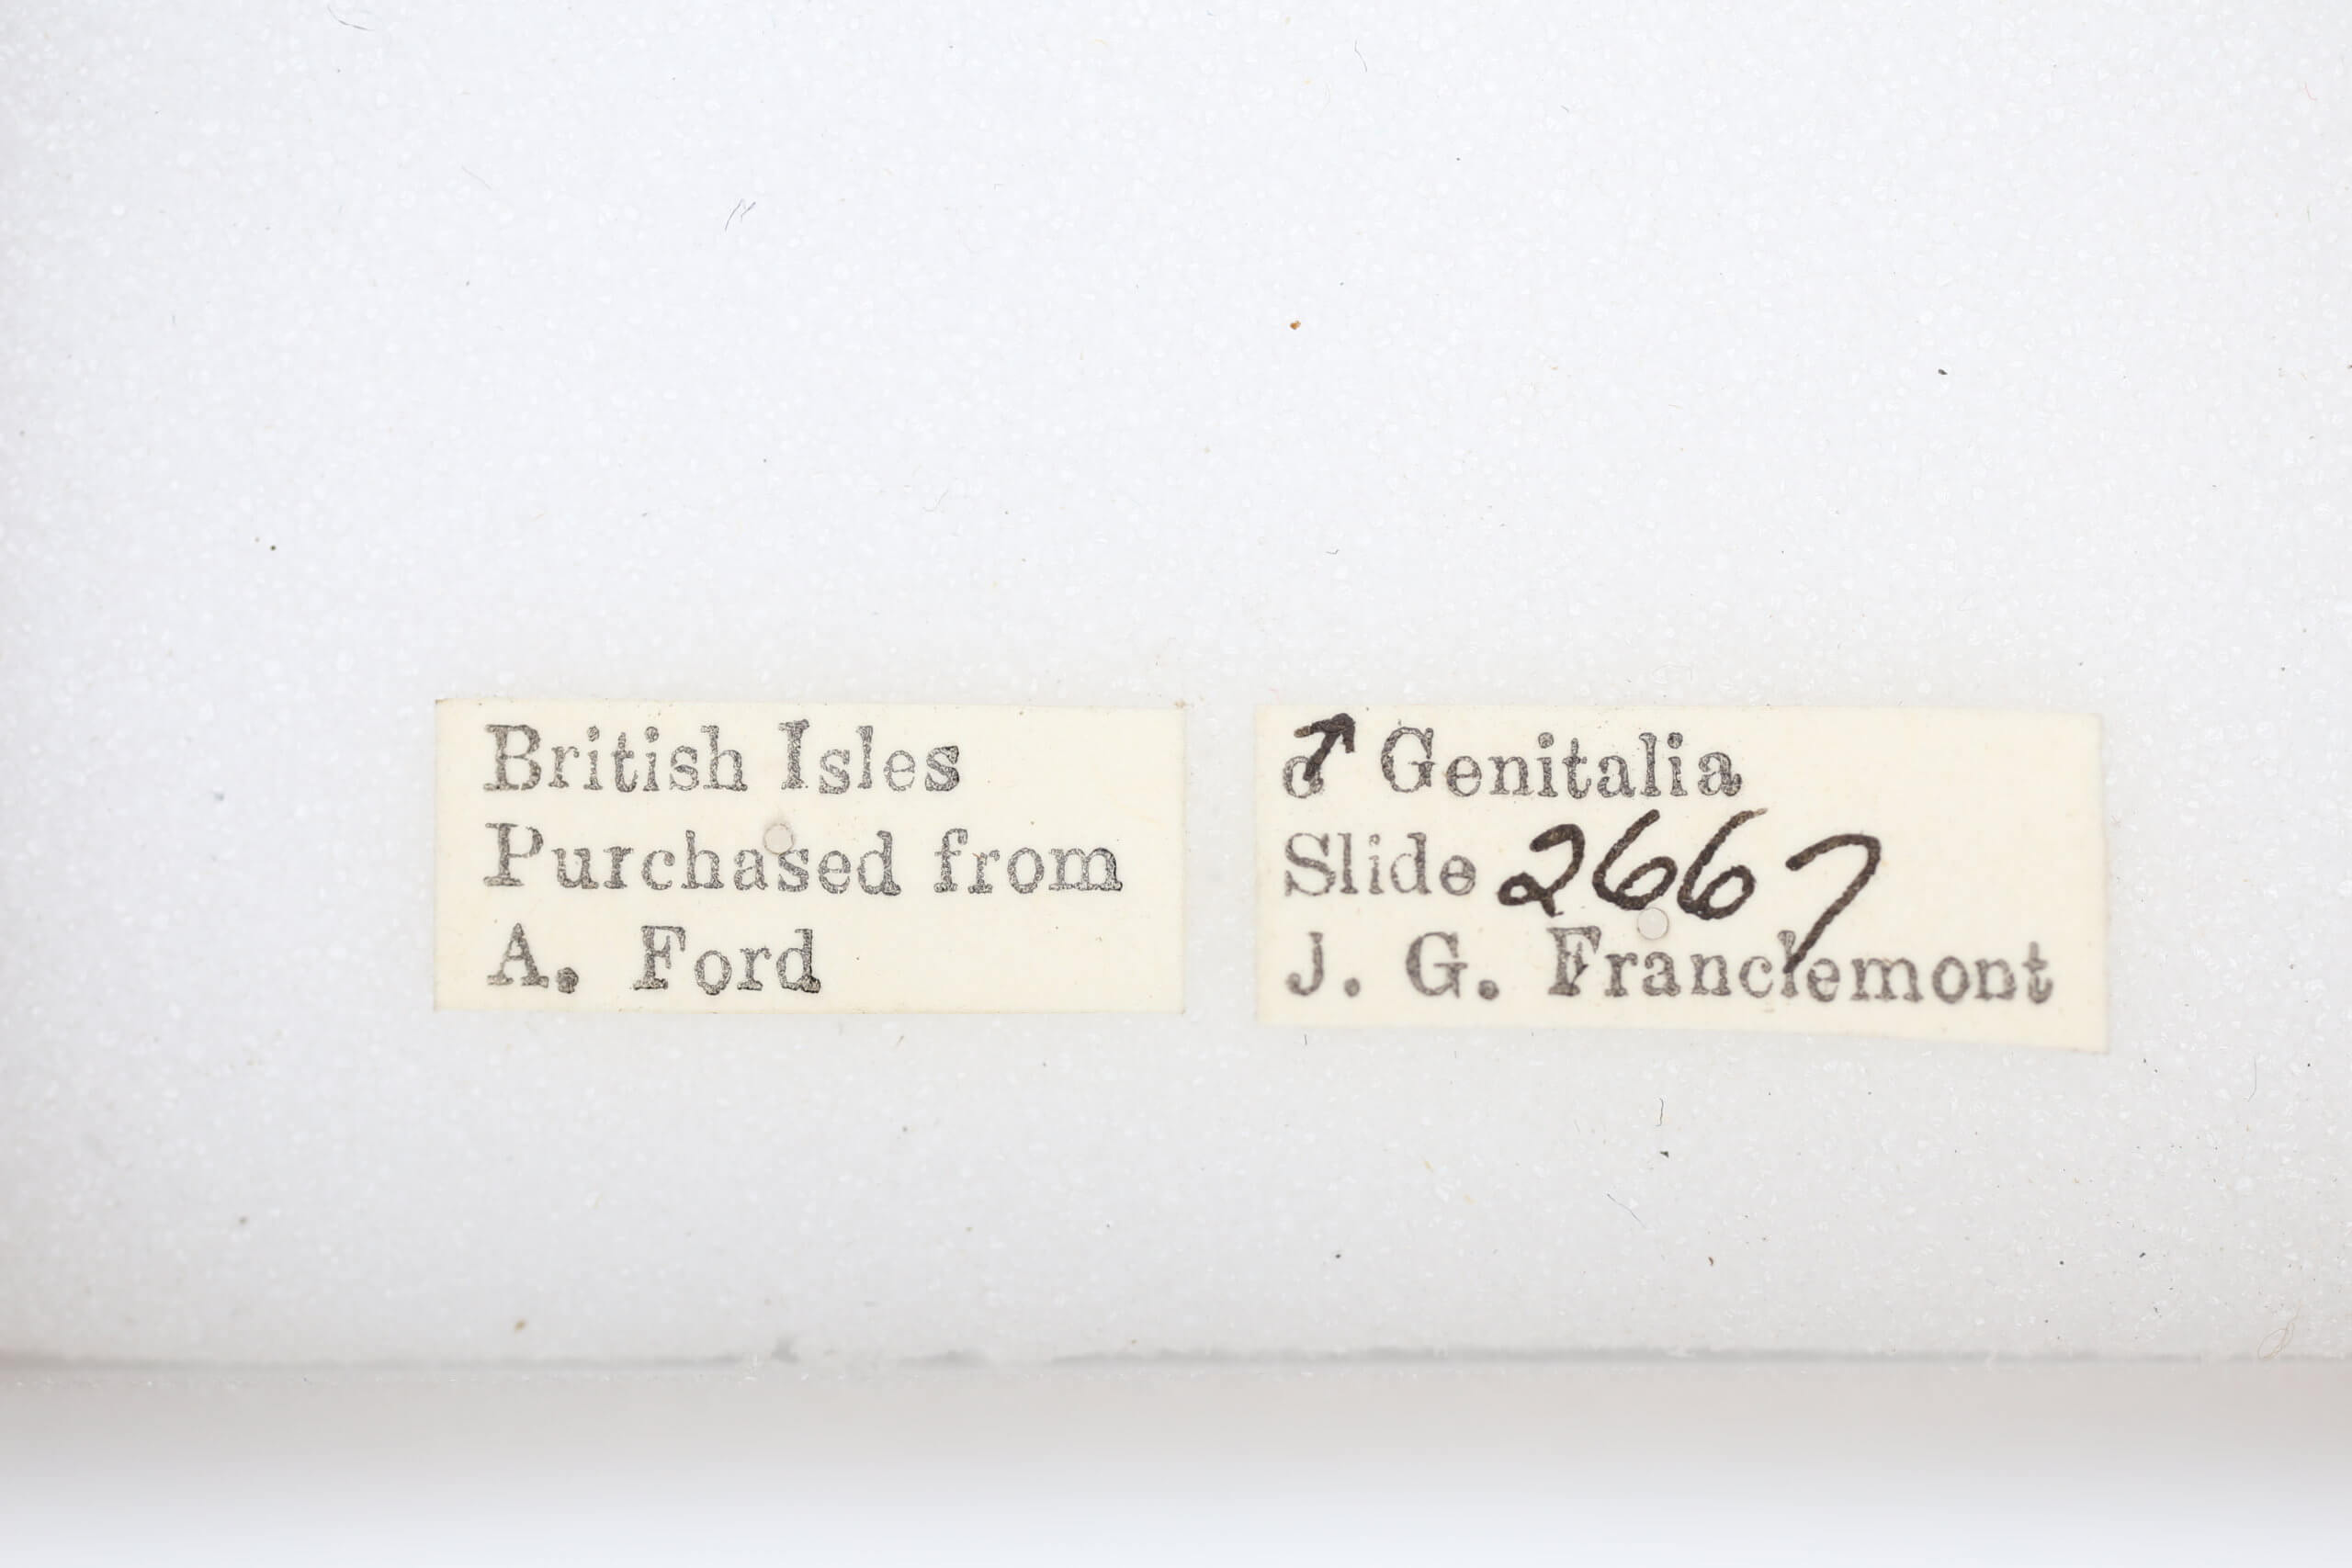 British Isles
Purchased from
A. Ford
♂ Genitalia
Slide 2667
J. G. Franclemont